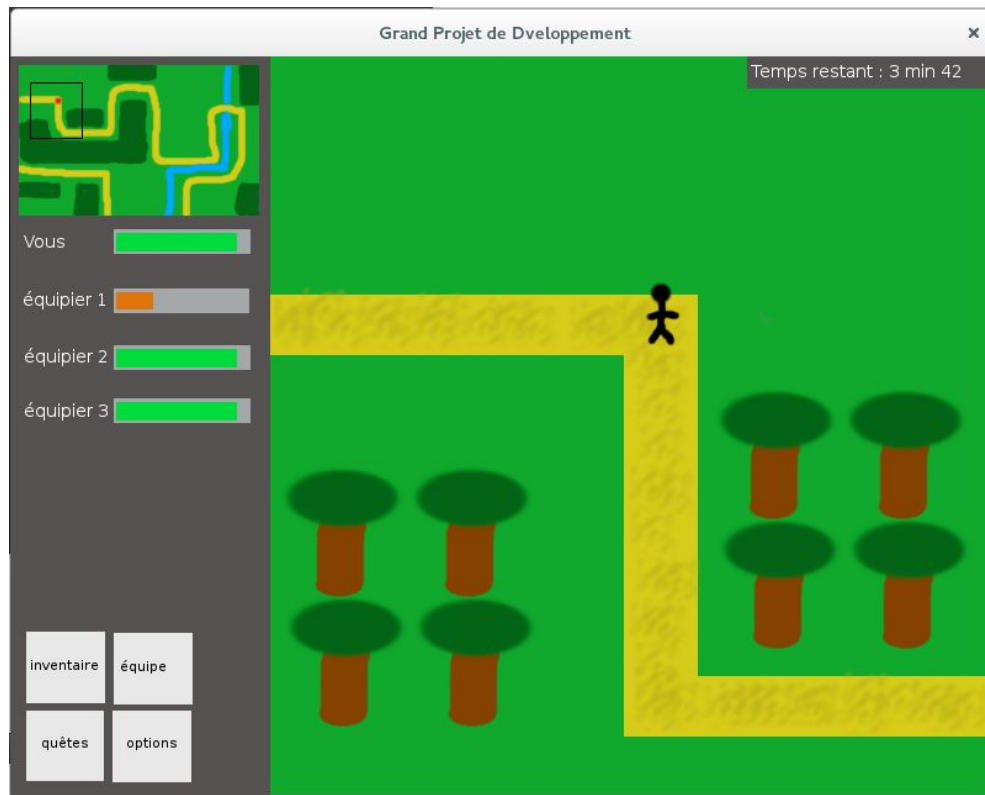 Grand Projet de Dveloppement
Temps restant : 3 min 42
Vous
équipier 1
équipier 2
équipier 3
inventaire
équipe
quêtes
options